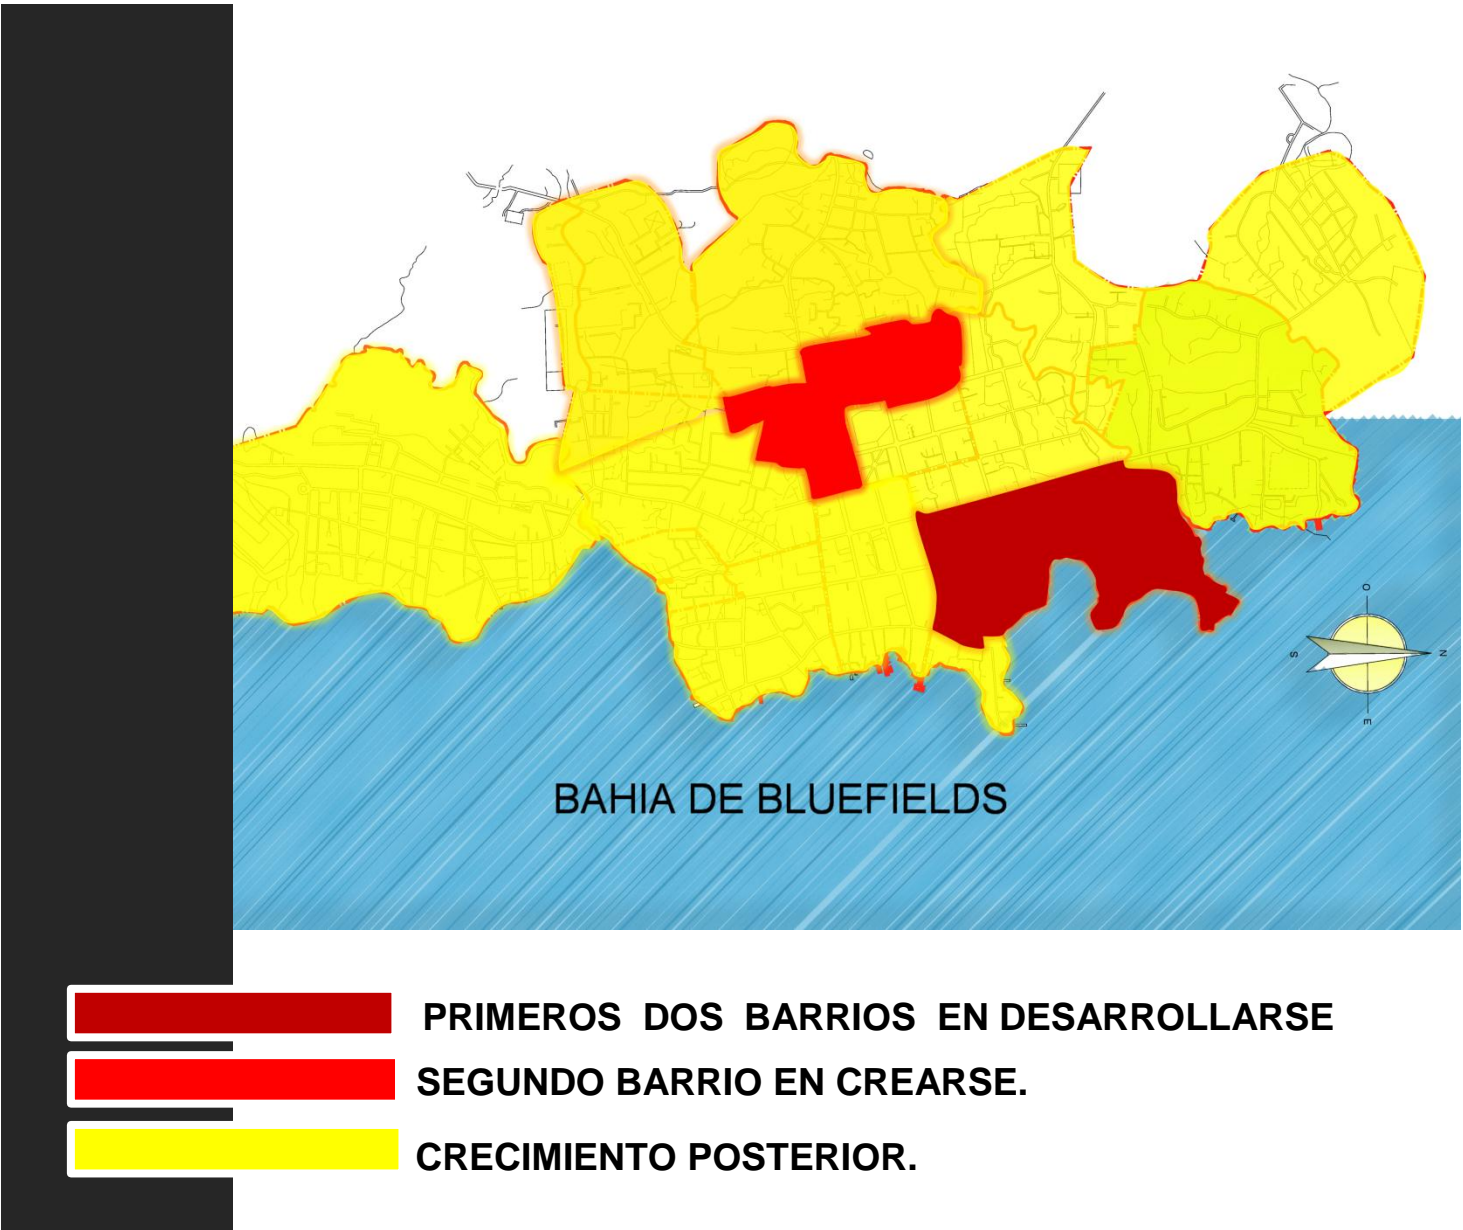 O
S
N
E
BAHIA DE BLUEFIELDS
PRIMEROS DOS BARRIOS EN DESARROLLARSE
SEGUNDO BARRIO EN CREARSE.
CRECIMIENTO POSTERIOR.